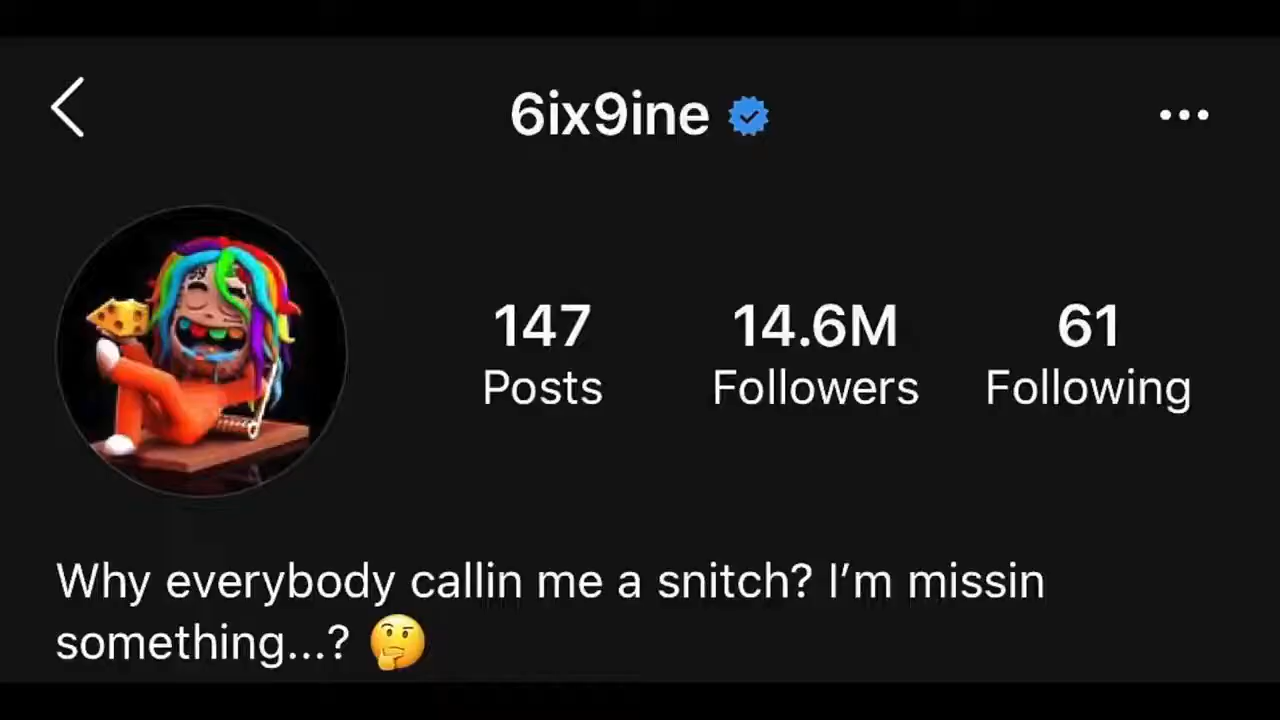 6ix9ine
147 14.6M 61
Posts Followers Following
Why everybody callin me a snitch? I’m missin
something...? 🤔